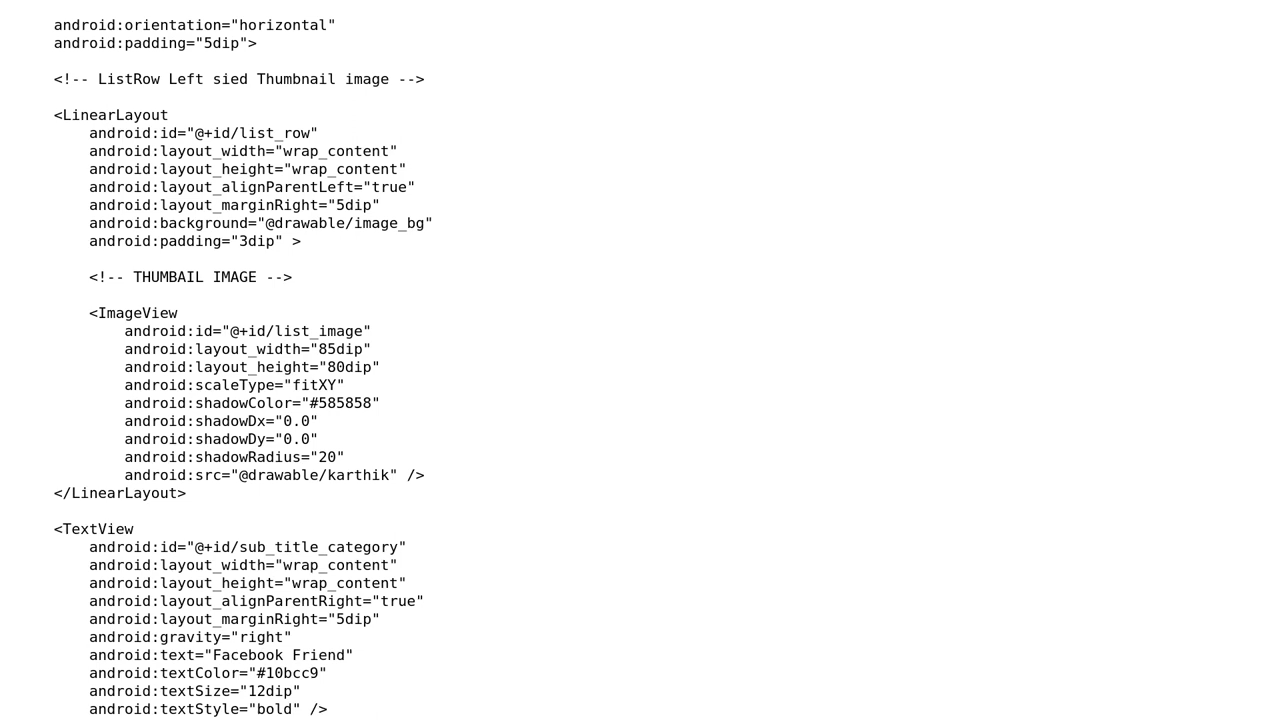 android:orientation="horizontal"
android:padding="5dip">
<!-- ListRow Left sied Thumbnail image -->
<LinearLayout
android:id="@+id/list_row"
android:layout_width="wrap_content"
android:layout_height="wrap_content"
android:layout_alignParentLeft="true"
android:layout_marginRight="5dip"
android:background="@drawable/image_bg"
android:padding="3dip" >
<!-- THUMBAIL IMAGE -->
<ImageView
android:id="@+id/list_image"
android:layout_width="85dip"
android:layout_height="80dip"
android:scaleType="fitXY"
android:shadowColor="#585858"
android:shadowDx="0.0"
android:shadowDy="0.0"
android:shadowRadius="20"
android:src="@drawable/karthik" />
</LinearLayout>
<TextView
android:id="@+id/sub_title_category"
android:layout_width="wrap_content"
android:layout_height="wrap_content"
android:layout_alignParentRight="true"
android:layout_marginRight="5dip"
android:gravity="right"
android:text="Facebook Friend"
android:textColor="#10bcc9"
android:textSize="12dip"
android:textStyle="bold" />